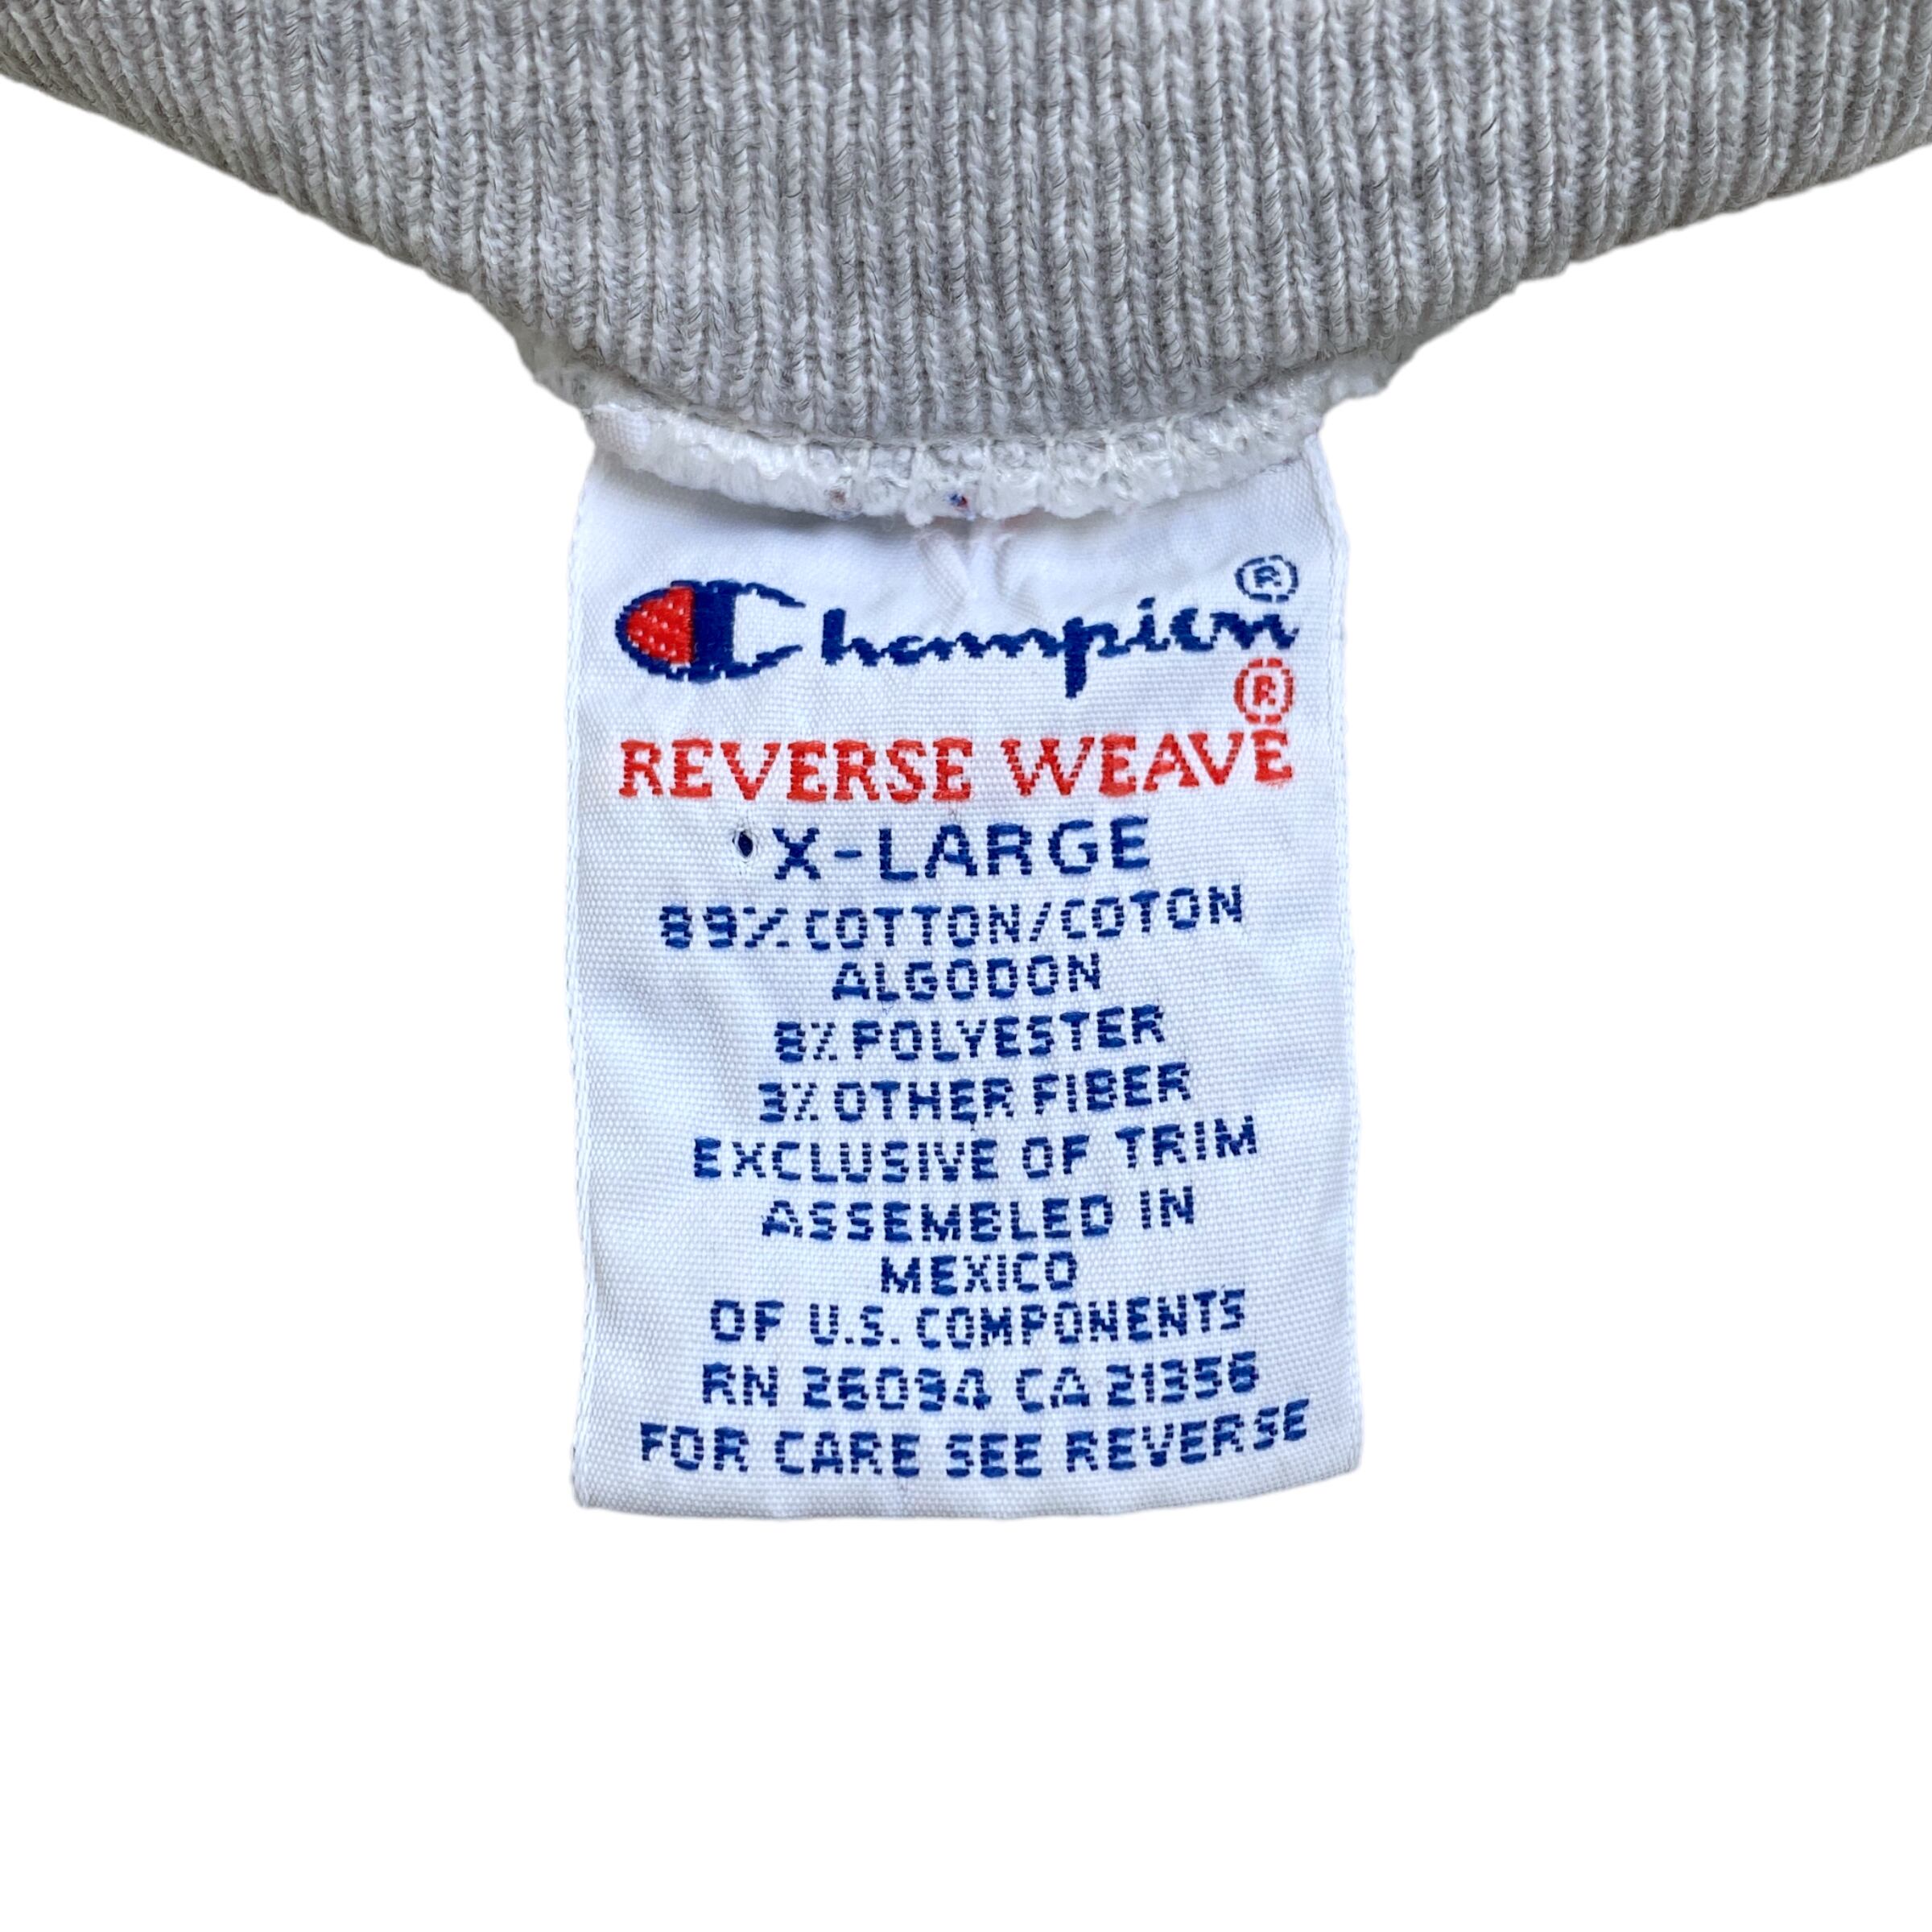 Champion®
REVERSE WEAVE®
X-LARGE
89% COTTON/COTON
ALGODON
8% POLYESTER
3% OTHER FIBER
EXCLUSIVE OF TRIM
ASSEMBLED IN
MEXICO
OF U.S. COMPONENTS
RN 26094 CA 21356
FOR CARE SEE REVERSE